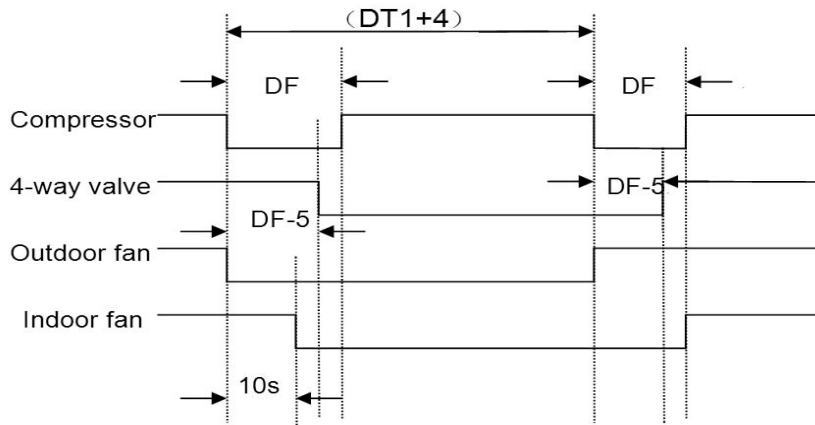 （DT1+4）
DF DF
Compressor
4-way valve
DF-5
DF-5
Outdoor fan
Indoor fan
10s